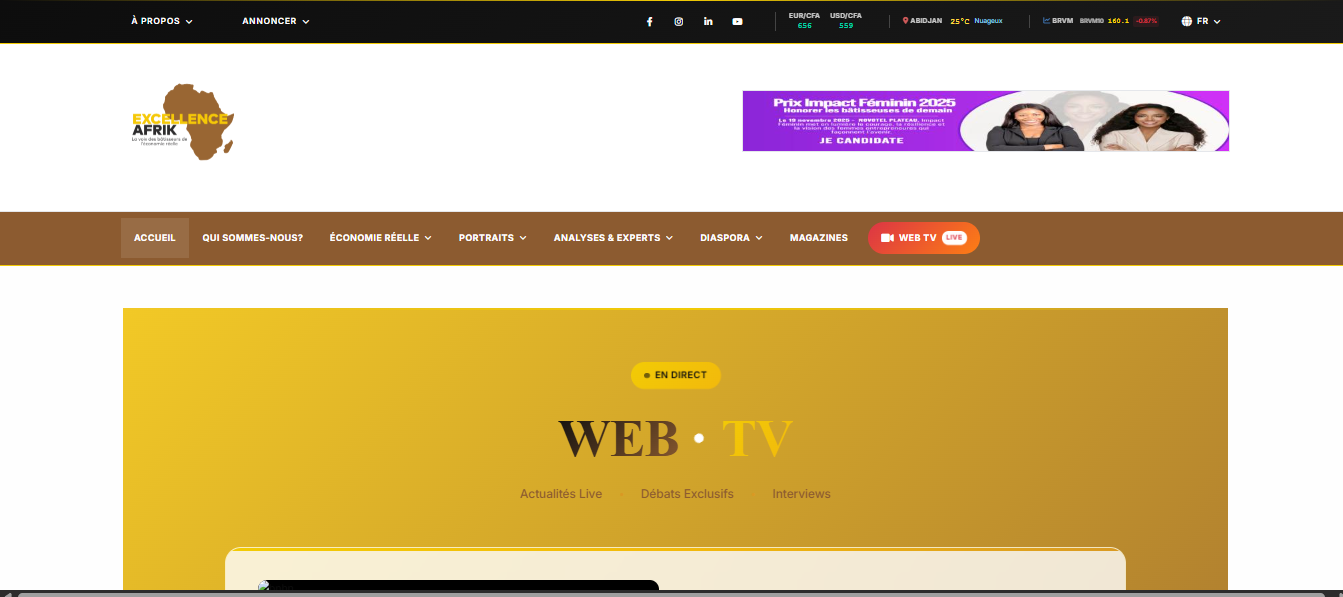 À PROPOS
ANNONCER
EUR/CFA USD/CFA
656 559
ABIDJAN 25°C Nuageux
BRVM BRVM10 160.1 -0.87%
FR
EXCELLENCE
AFRIK
La voix des bâtisseurs de
l'économie réelle
Prix Impact Féminin 2025
Honorer les bâtisseuses de demain
Le 19 novembre 2025 - NOVOTEL PLATEAU, Impact
Féminin met en lumière le courage, la résilience et
la vision des femmes entrepreneures qui
façonnent l'avenir.
JE CANDIDATE
ACCUEIL
QUI SOMMES-NOUS?
ÉCONOMIE RÉELLE
PORTRAITS
ANALYSES & EXPERTS
DIASPORA
MAGAZINES
WEB TV LIVE
EN DIRECT
WEB • TV
Actualités Live
Débats Exclusifs
Interviews